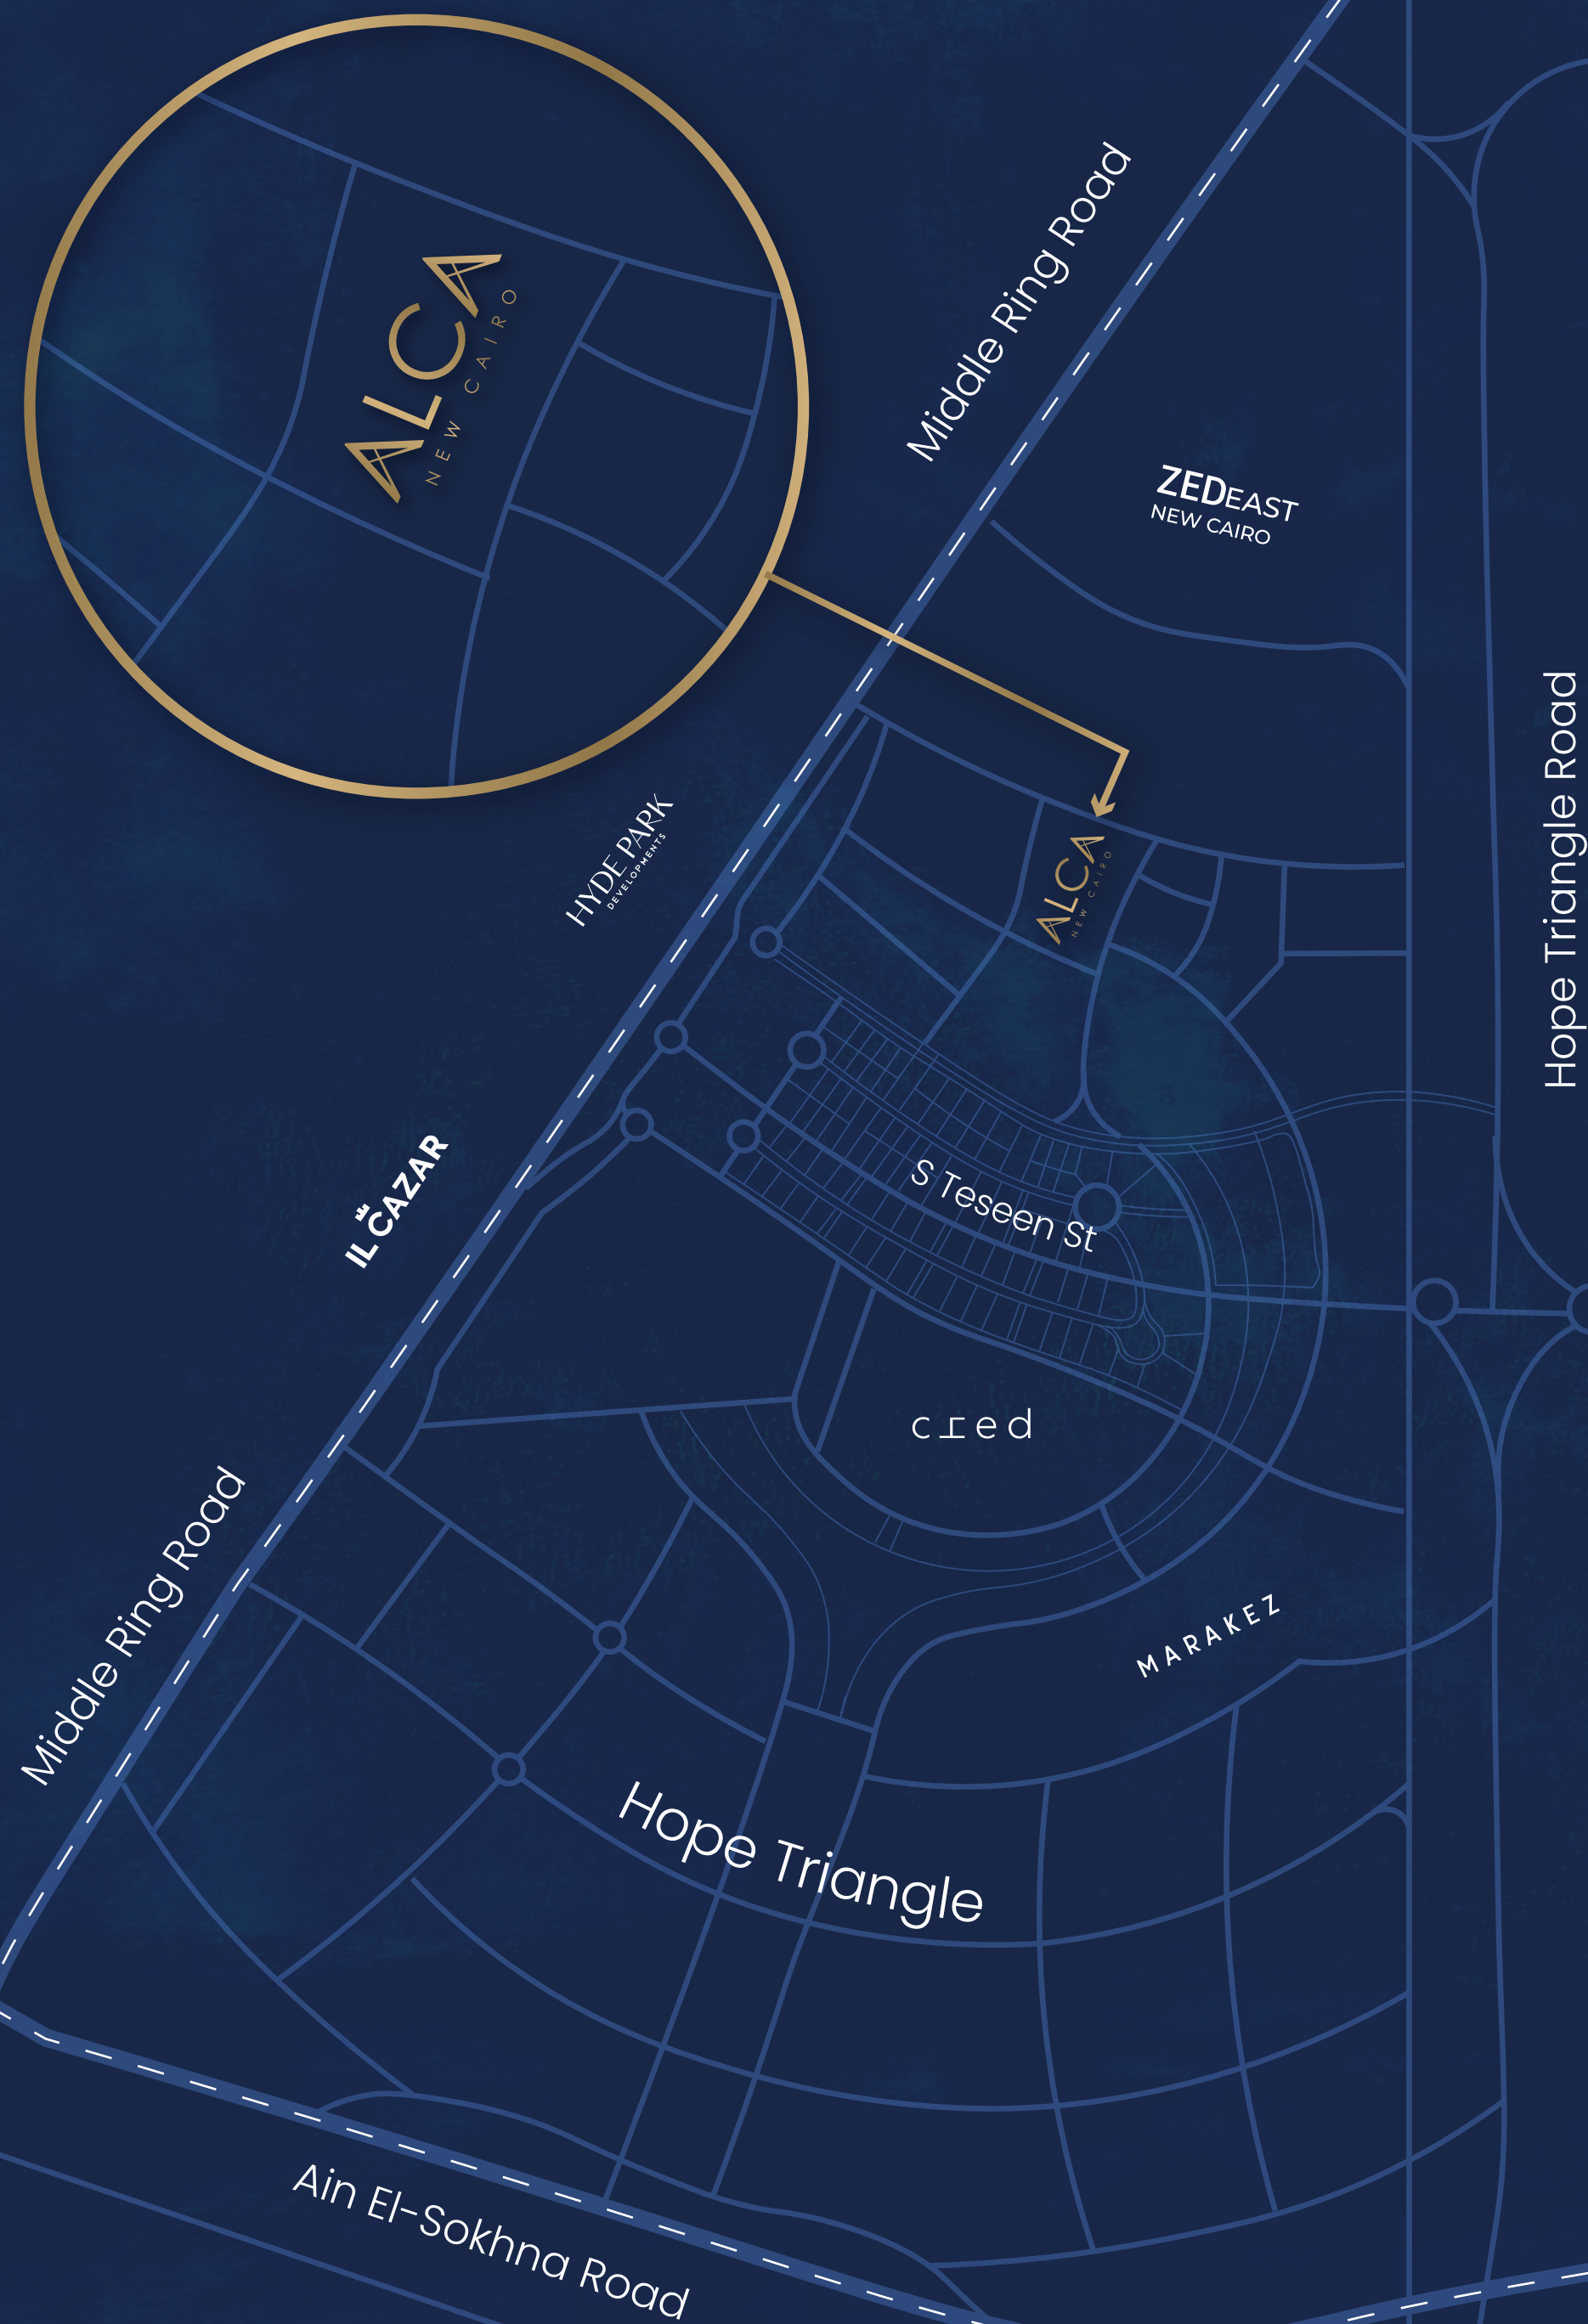 ALCA
NEW CAIRO
Middle Ring Road
ZEDEAST
NEW CAIRO
Hope Triangle Road
HYDE PARK
DEVELOPMENTS
ALCA
NEW CAIRO
IL CAZAR
S Teseen St
cred
Middle Ring Road
MARAKEZ
Hope Triangle
Ain El-Sokhna Road